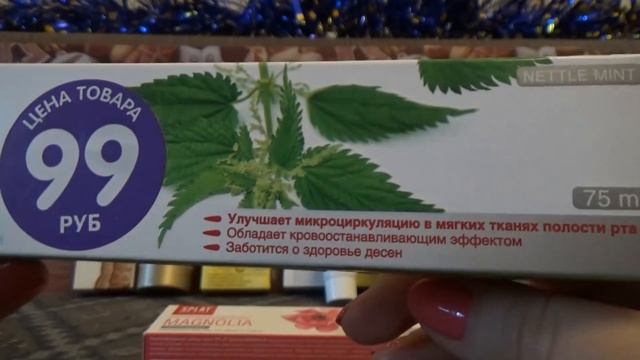 NETTLE MINT
ЦЕНА ТОВАРА
99
РУБ
75 m
Улучшает микроциркуляцию в мягких тканях полости рта
Обладает кровоостанавливающим эффектом
Заботится о здоровье десен
SPLAT
MAGNOLIA